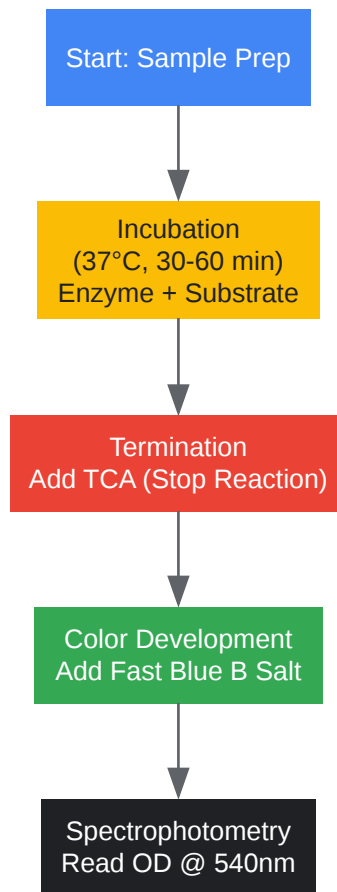 Start: Sample Prep
Incubation
(37°C, 30-60 min)
Enzyme + Substrate
Termination
Add TCA (Stop Reaction)
Color Development
Add Fast Blue B Salt
Spectrophotometry
Read OD @ 540nm